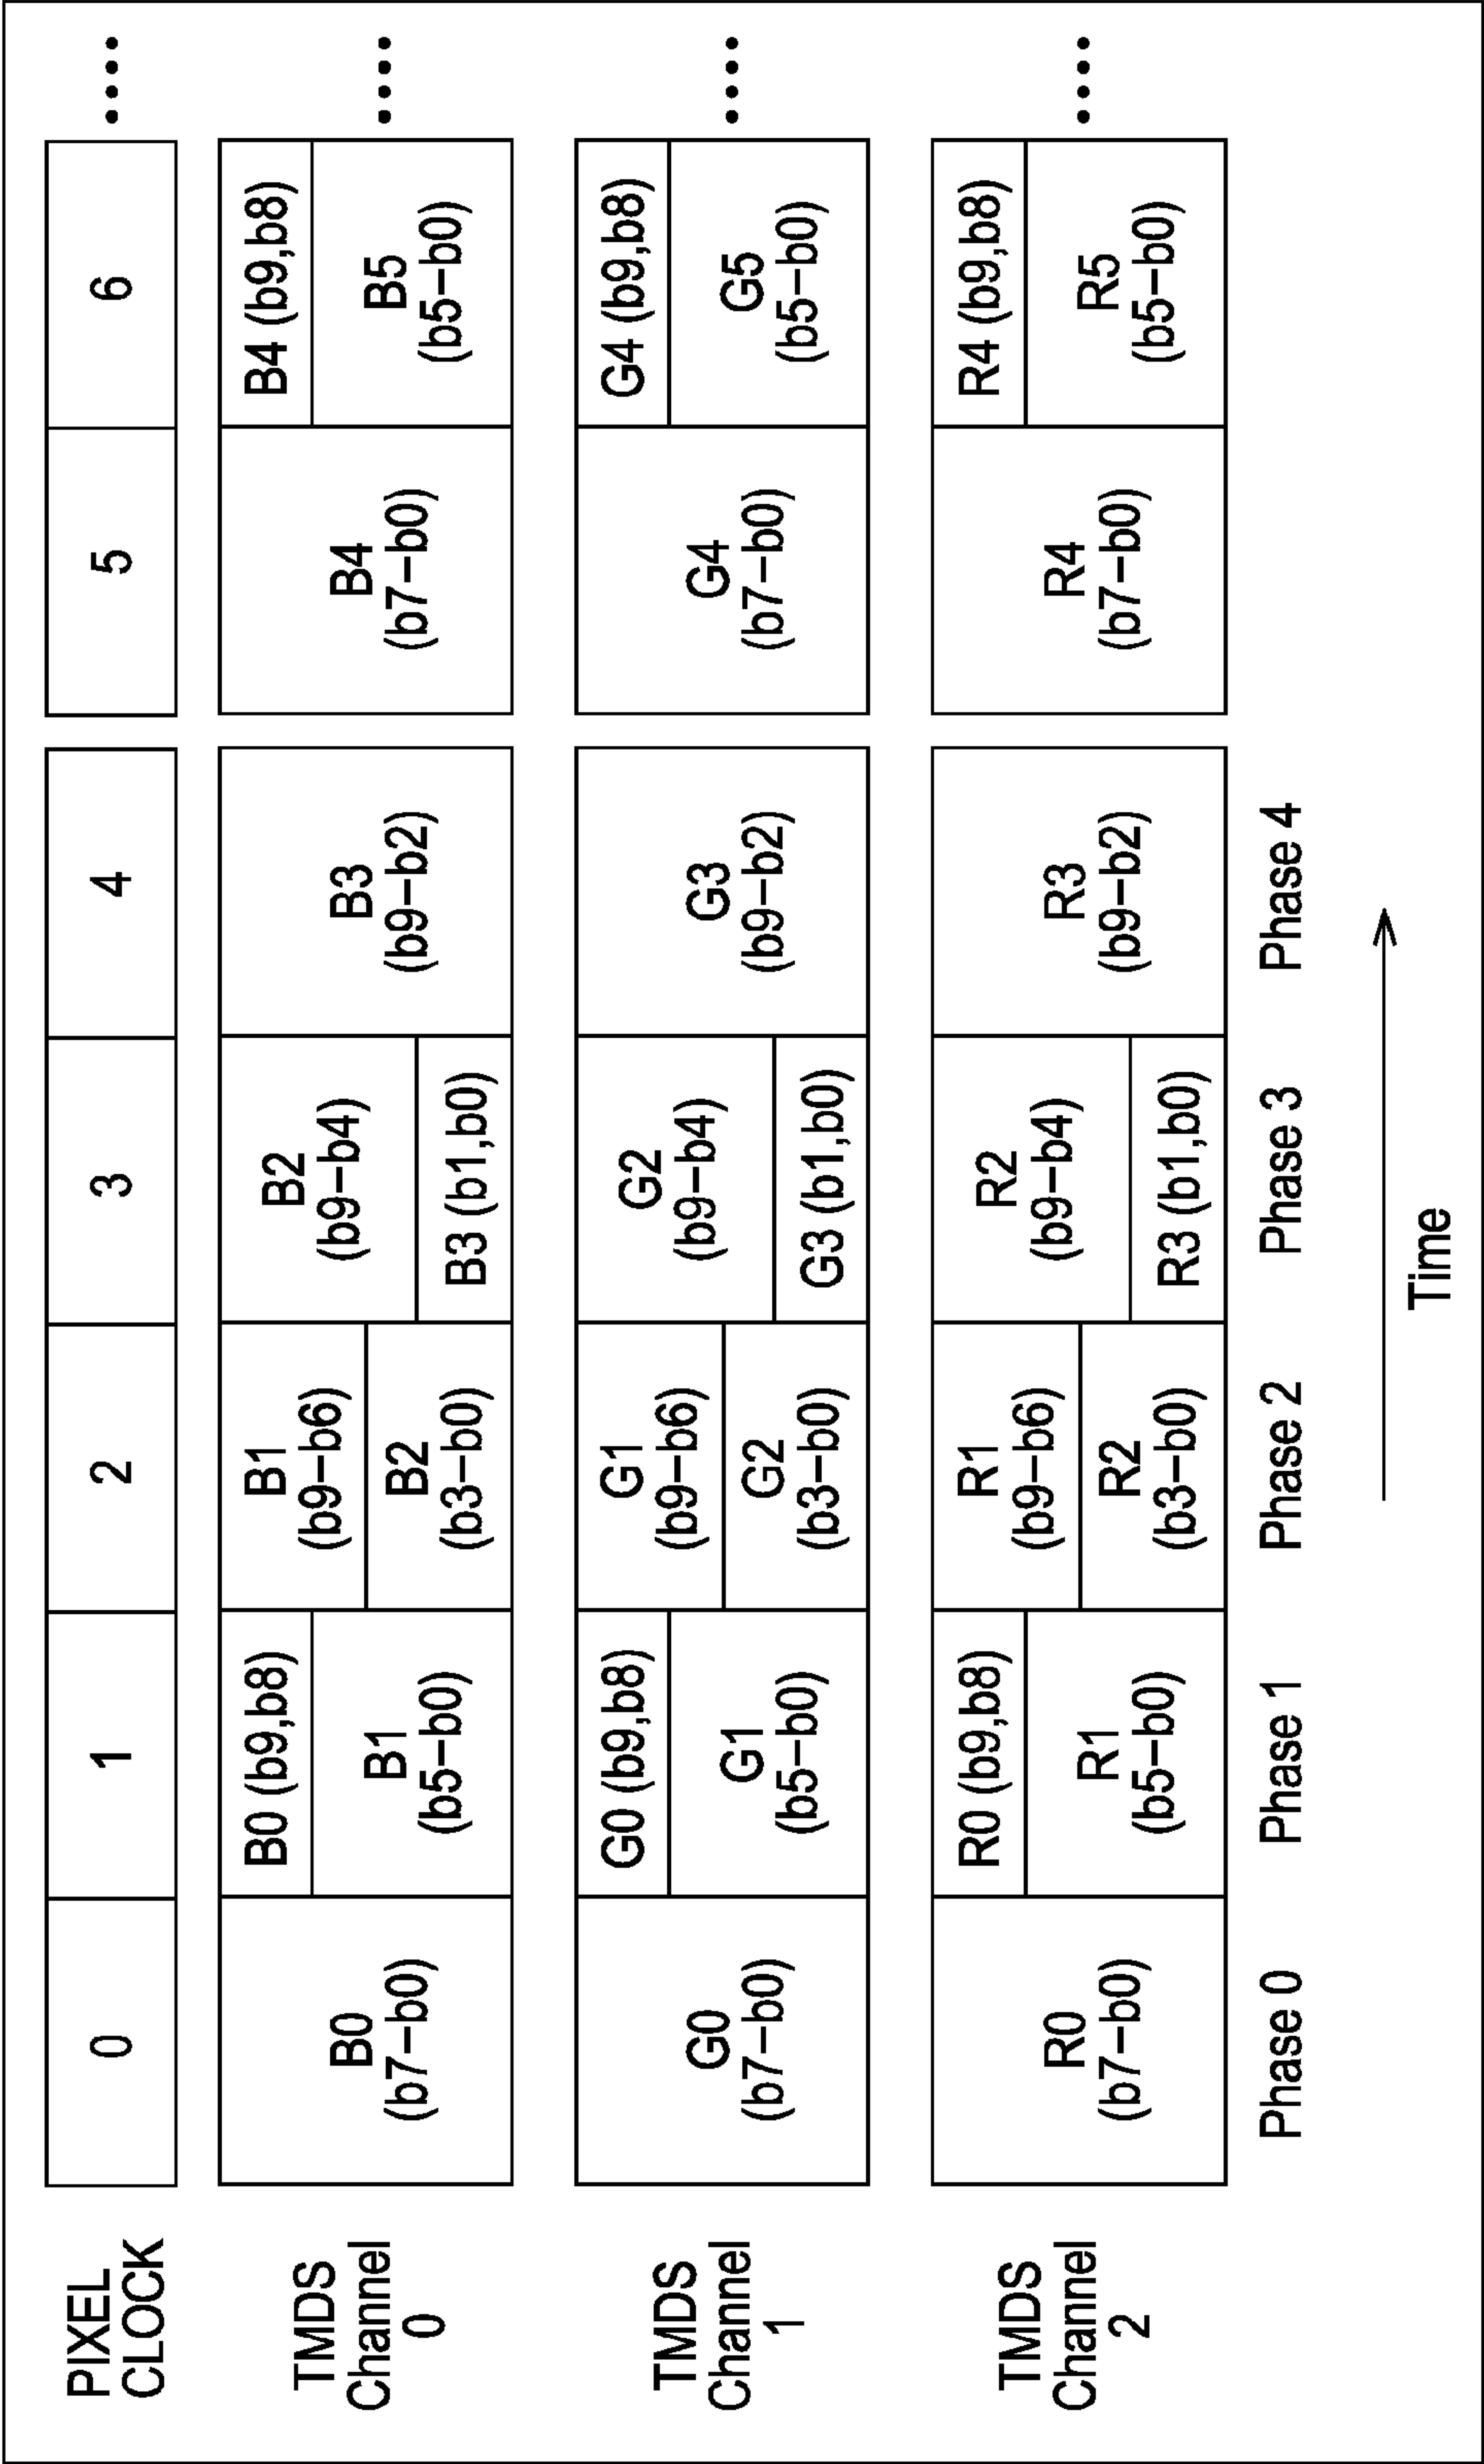 PIXEL
CLOCK
0
1
2
3
4
5
6
TMDS
Channel
0
B0
(b7−b0)
B0 (b9,b8)
B1
(b5−b0)
B1
(b9−b6)
B2
(b3−b0)
B2
(b9−b4)
B3 (b1,b0)
B3
(b9−b2)
B4
(b7−b0)
B4 (b9,b8)
B5
(b5−b0)
TMDS
Channel
1
G0
(b7−b0)
G0 (b9,b8)
G1
(b5−b0)
G1
(b9−b6)
G2
(b3−b0)
G2
(b9−b4)
G3 (b1,b0)
G3
(b9−b2)
G4
(b7−b0)
G4 (b9,b8)
G5
(b5−b0)
TMDS
Channel
2
R0
(b7−b0)
R0 (b9,b8)
R1
(b5−b0)
R1
(b9−b6)
R2
(b3−b0)
R2
(b9−b4)
R3 (b1,b0)
R3
(b9−b2)
R4
(b7−b0)
R4 (b9,b8)
R5
(b5−b0)
Phase 0
Phase 1
Phase 2
Phase 3
Phase 4
Time